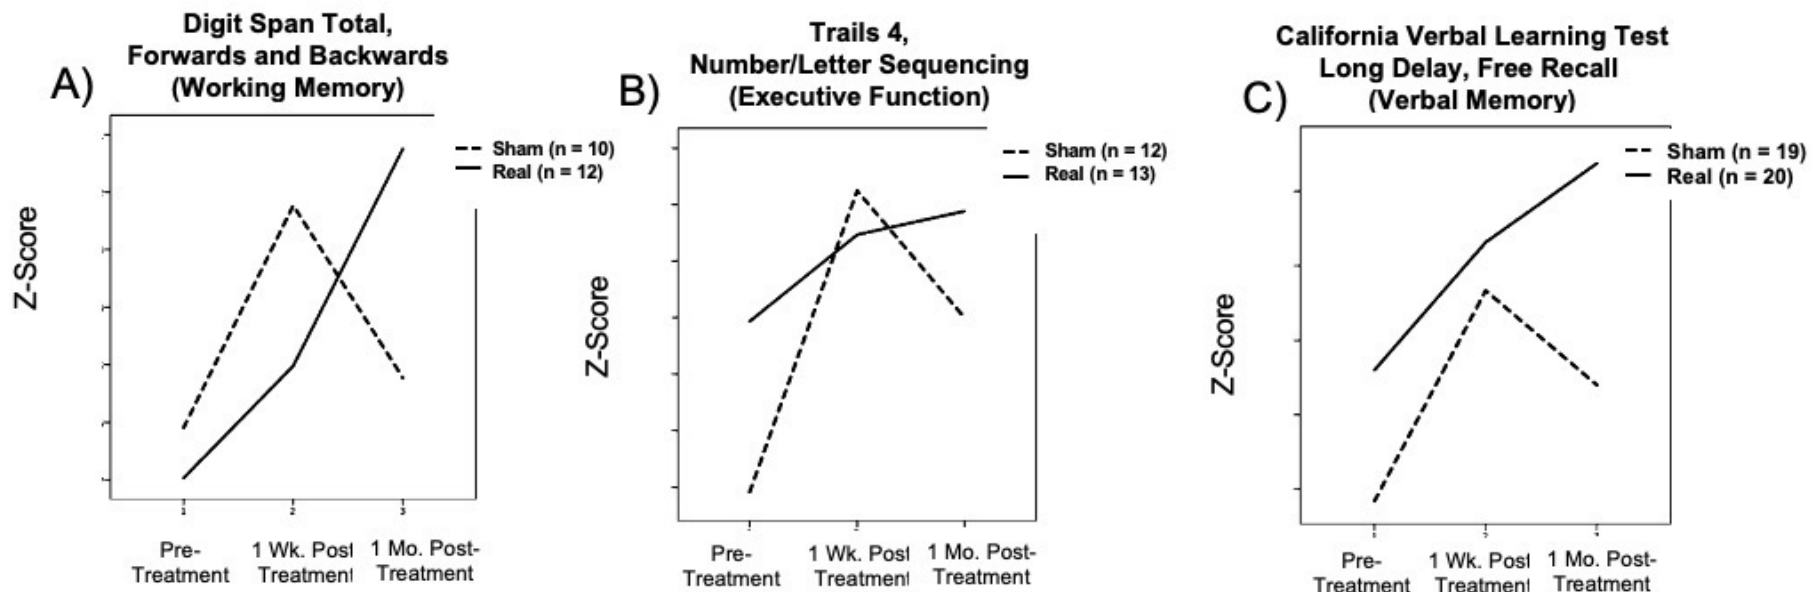 Digit Span Total,
Forwards and Backwards
(Working Memory)
A)
Z-Score
Sham (n = 10)
Real (n = 12)
1 2 3
Pre-
Treatment
1 Wk. Post
Treatment
1 Mo. Post-
Treatment
Trails 4,
Number/Letter Sequencing
(Executive Function)
B)
Z-Score
Sham (n = 12)
Real (n = 13)
Pre-
Treatment
1 Wk. Post
Treatment
1 Mo. Post-
Treatment
California Verbal Learning Test
Long Delay, Free Recall
(Verbal Memory)
C)
Z-Score
Sham (n = 19)
Real (n = 20)
Pre-
Treatment
1 Wk. Post
Treatment
1 Mo. Post-
Treatment